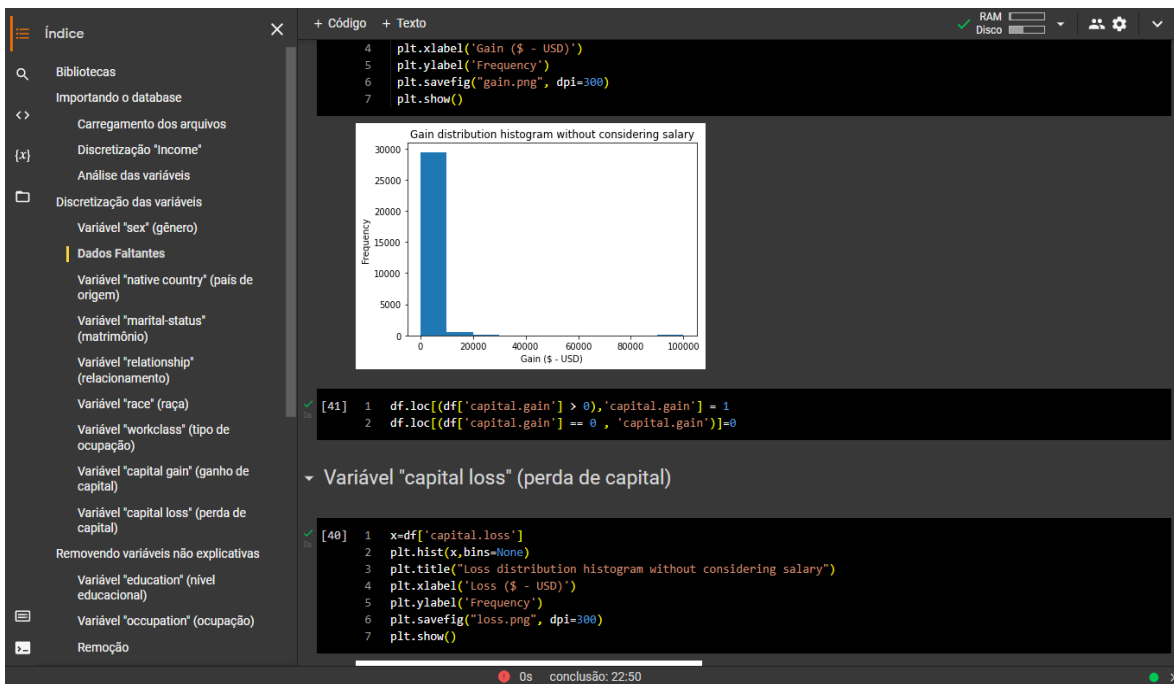 Índice
Bibliotecas
Importando o database
Carregamento dos arquivos
Discretização "Income"
Análise das variáveis
Discretização das variáveis
Variável "sex" (gênero)
Dados Faltantes
Variável "native country" (país de
origem)
Variável "marital-status"
(matrimônio)
Variável "relationship"
(relacionamento)
Variável "race" (raça)
Variável "workclass" (tipo de
ocupação)
Variável "capital gain" (ganho de
capital)
Variável "capital loss" (perda de
capital)
Removendo variáveis não explicativas
Variável "education" (nível
educacional)
Variável "occupation" (ocupação)
Remoção
+ Código + Texto
RAM
Disco
4 plt.xlabel('Gain ($ - USD)')
5 plt.ylabel('Frequency')
6 plt.savefig("gain.png", dpi=300)
7 plt.show()
Gain distribution histogram without considering salary
30000
25000
20000
15000
10000
5000
0
Frequency
0 20000 40000 60000 80000 100000
Gain ($ - USD)
[41] 1 df.loc[(df['capital.gain'] > 0),'capital.gain'] = 1
0s 2 df.loc[(df['capital.gain'] == 0 , 'capital.gain')]=0
Variável "capital loss" (perda de capital)
[40] 1 x=df['capital.loss']
0s 2 plt.hist(x,bins=None)
3 plt.title("Loss distribution histogram without considering salary")
4 plt.xlabel('Loss ($ - USD)')
5 plt.ylabel('Frequency')
6 plt.savefig("loss.png", dpi=300)
7 plt.show()
0s conclusão: 22:50